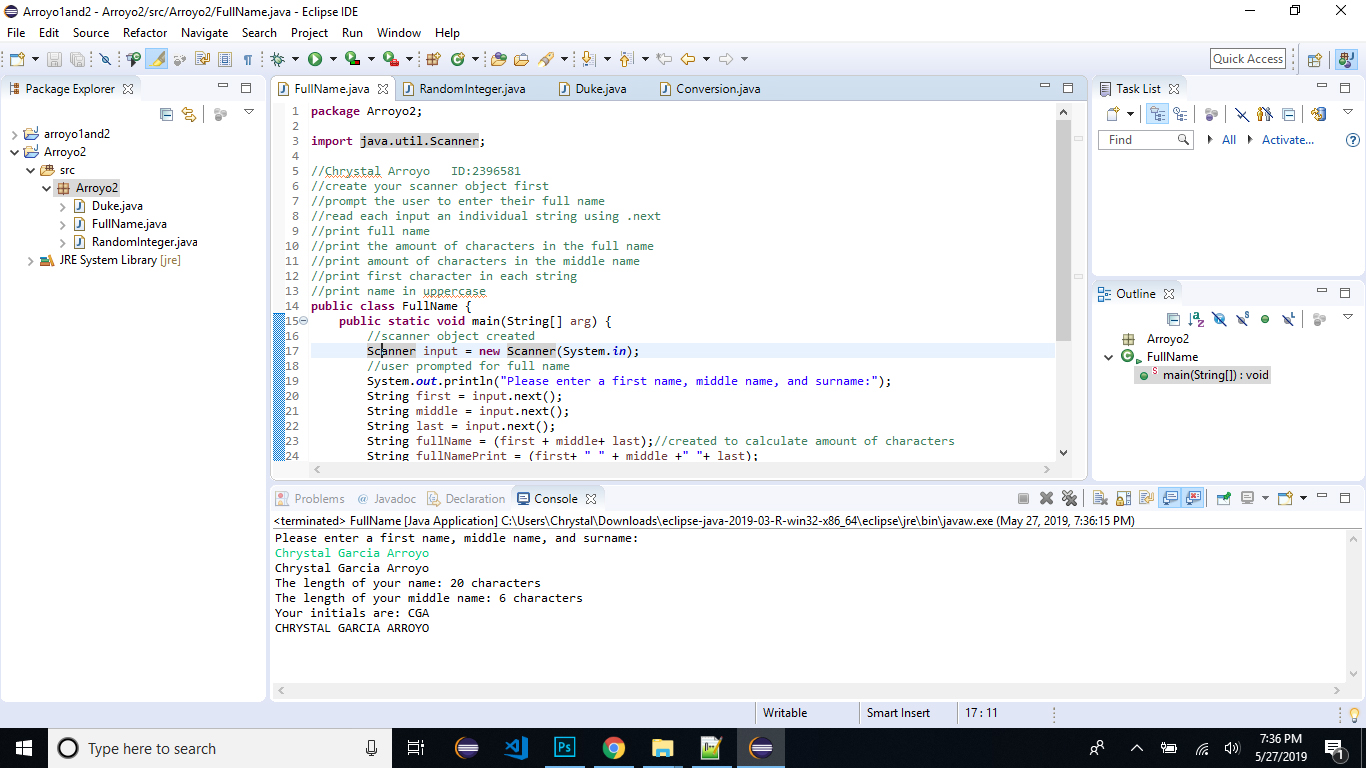 Arroyo1and2 - Arroyo2/src/Arroyo2/FullName.java - Eclipse IDE
File Edit Source Refactor Navigate Search Project Run Window Help
Quick Access
Package Explorer
arroyo1and2
Arroyo2
src
Arroyo2
Duke.java
FullName.java
RandomInteger.java
JRE System Library [jre]
FullName.java RandomInteger.java Duke.java Conversion.java
1 package Arroyo2;
2
3 import java.util.Scanner;
4
5 //Chrystal Arroyo   ID:2396581
6 //create your scanner object first
7 //prompt the user to enter their full name
8 //read each input an individual string using .next
9 //print full name
10 //print the amount of characters in the full name
11 //print amount of characters in the middle name
12 //print first character in each string
13 //print name in uppercase
14 public class FullName {
15 public static void main(String[] arg) {
16 //scanner object created
17 Scanner input = new Scanner(System.in);
18 //user prompted for full name
19 System.out.println("Please enter a first name, middle name, and surname:");
20 String first = input.next();
21 String middle = input.next();
22 String last = input.next();
23 String fullName = (first + middle+ last);//created to calculate amount of characters
24 String fullNamePrint = (first+ " " + middle +" "+ last);
Task List
Find All Activate...
Outline
Arroyo2
FullName
main(String[]) : void
Problems @ Javadoc Declaration Console
<terminated> FullName [Java Application] C:\Users\Chrystal\Downloads\eclipse-java-2019-03-R-win32-x86_64\eclipse\jre\bin\javaw.exe (May 27, 2019, 7:36:15 PM)
Please enter a first name, middle name, and surname:
Chrystal Garcia Arroyo
Chrystal Garcia Arroyo
The length of your name: 20 characters
The length of your middle name: 6 characters
Your initials are: CGA
CHRYSTAL GARCIA ARROYO
Writable Smart Insert 17 : 11
Type here to search
Ps
7:36 PM
5/27/2019
1